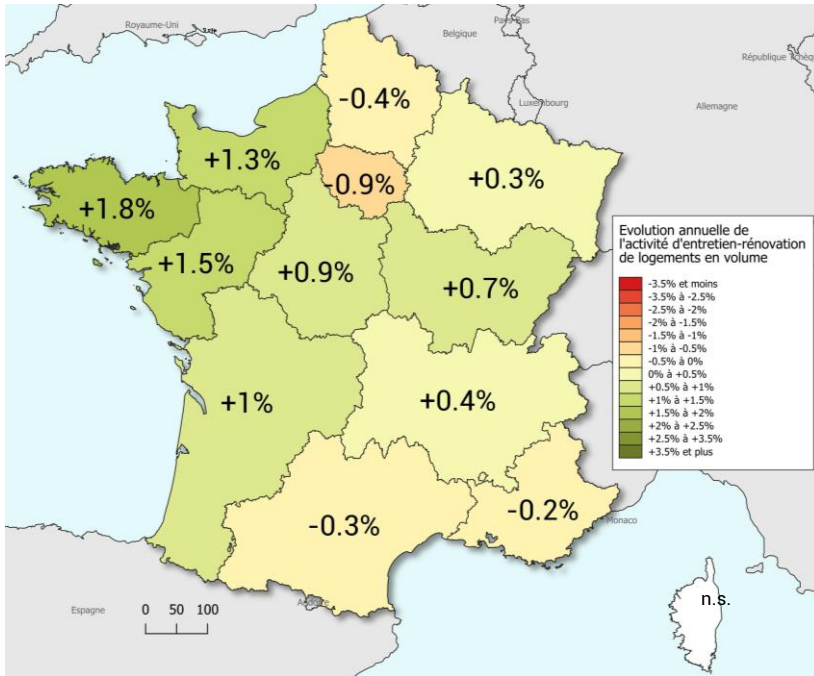 Royaume-Uni
Pays-Bas
Belgique
République Tchèque
Luxembourg
Allemagne
-0.4%
+1.3%
-0.9%
+0.3%
+1.8%
+1.5%
+0.9%
+0.7%
Evolution annuelle de
l'activité d'entretien-rénovation
de logements en volume
-3.5% et moins
-3.5% à -2.5%
-2.5% à -2%
-2% à -1.5%
-1.5% à -1%
-1% à -0.5%
-0.5% à 0%
0% à +0.5%
+0.5% à +1%
+1% à +1.5%
+1.5% à +2%
+2% à +2.5%
+2.5% à +3.5%
+3.5% et plus
+1%
+0.4%
-0.3%
-0.2%
Monaco
n.s.
Espagne
Andorre
0 50 100